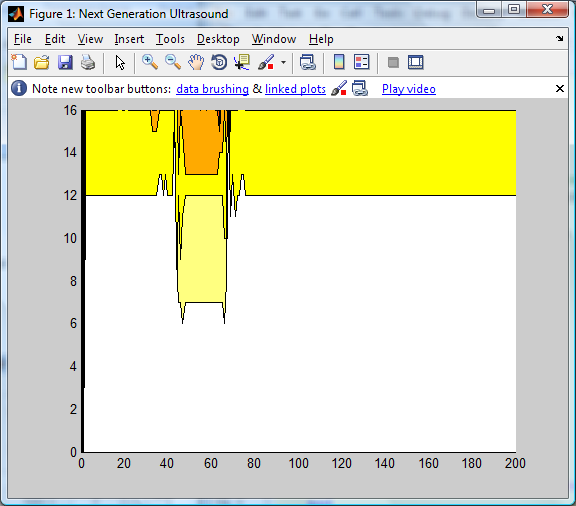 Figure 1: Next Generation Ultrasound
File Edit View Insert Tools Desktop Window Help
Note new toolbar buttons: data brushing & linked plots Play video
16
14
12
10
8
6
4
2
0
0 20 40 60 80 100 120 140 160 180 200